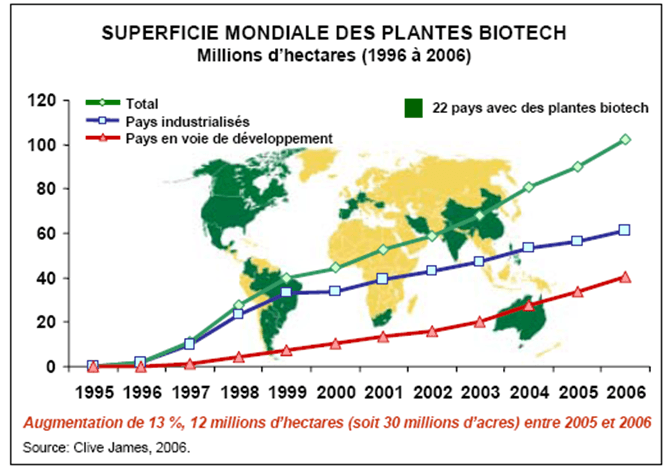 SUPERFICIE MONDIALE DES PLANTES BIOTECH
Millions d’hectares (1996 à 2006)
Total
Pays industrialisés
Pays en voie de développement
22 pays avec des plantes biotech
120
100
80
60
40
20
0
1995 1996 1997 1998 1999 2000 2001 2002 2003 2004 2005 2006
Augmentation de 13 %, 12 millions d’hectares (soit 30 millions d’acres) entre 2005 et 2006
Source: Clive James, 2006.